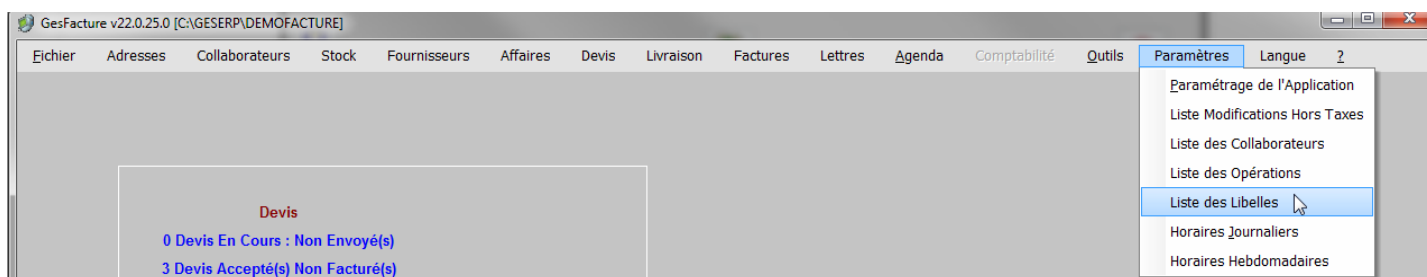 GesFacture v22.0.25.0 [C:\GESERP\DEMOFACTURE]
Fichier Adresses Collaborateurs Stock Fournisseurs Affaires Devis Livraison Factures Lettres Agenda Comptabilité Outils Paramètres Langue ?
Paramétrage de l'Application
Liste Modifications Hors Taxes
Liste des Collaborateurs
Liste des Opérations
Liste des Libelles
Horaires Journaliers
Horaires Hebdomadaires
Devis
0 Devis En Cours : Non Envoyé(s)
3 Devis Accepté(s) Non Facturé(s)